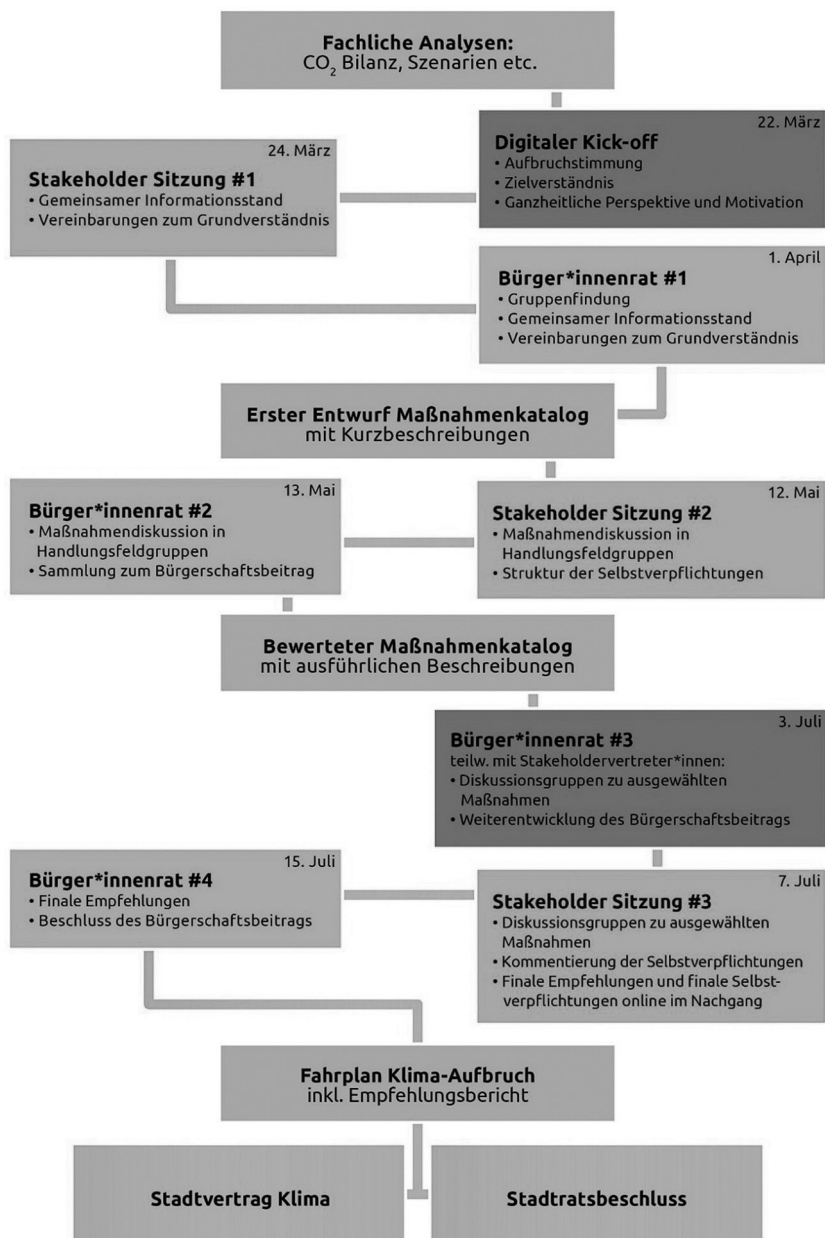 Fachliche Analysen:
CO₂ Bilanz, Szenarien etc.
22. März
Digitaler Kick-off
• Aufbruchstimmung
• Zielverständnis
• Ganzheitliche Perspektive und Motivation
24. März
Stakeholder Sitzung #1
• Gemeinsamer Informationsstand
• Vereinbarungen zum Grundverständnis
1. April
Bürger*innenrat #1
• Gruppenfindung
• Gemeinsamer Informationsstand
• Vereinbarungen zum Grundverständnis
Erster Entwurf Maßnahmenkatalog
mit Kurzbeschreibungen
12. Mai
Stakeholder Sitzung #2
• Maßnahmendiskussion in
Handlungsfeldgruppen
• Struktur der Selbstverpflichtungen
13. Mai
Bürger*innenrat #2
• Maßnahmendiskussion in
Handlungsfeldgruppen
• Sammlung zum Bürgerschaftsbeitrag
Bewerteter Maßnahmenkatalog
mit ausführlichen Beschreibungen
3. Juli
Bürger*innenrat #3
teilw. mit Stakeholdervertreter*innen:
• Diskussionsgruppen zu ausgewählten
Maßnahmen
• Weiterentwicklung des Bürgerschaftsbeitrags
7. Juli
Stakeholder Sitzung #3
• Diskussionsgruppen zu ausgewählten
Maßnahmen
• Kommentierung der Selbstverpflichtungen
• Finale Empfehlungen und finale Selbst-
verpflichtungen online im Nachgang
15. Juli
Bürger*innenrat #4
• Finale Empfehlungen
• Beschluss des Bürgerschaftsbeitrags
Fahrplan Klima-Aufbruch
inkl. Empfehlungsbericht
Stadtvertrag Klima
Stadtratsbeschluss